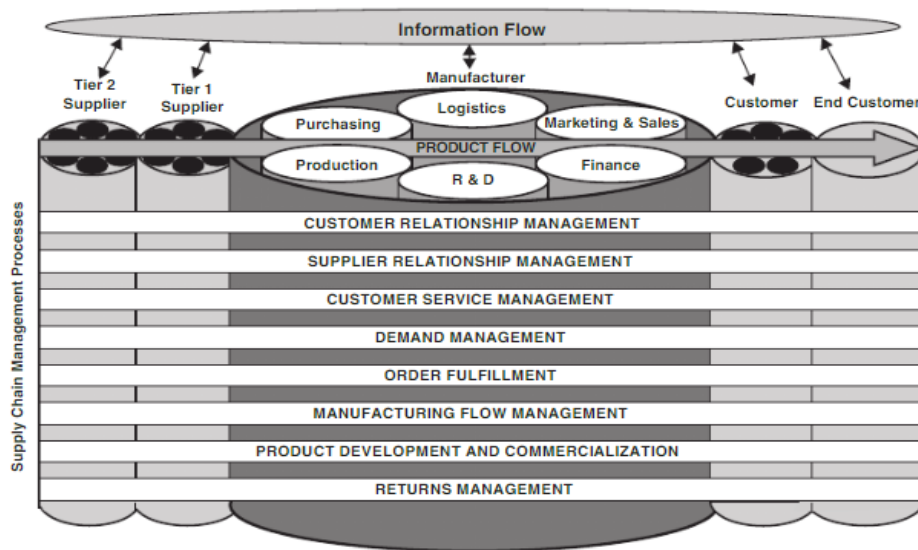 Information Flow
Tier 2
Supplier
Tier 1
Supplier
Manufacturer
Customer
End Customer
Purchasing
Logistics
Marketing & Sales
PRODUCT FLOW
Production
R & D
Finance
Supply Chain Management Processes
CUSTOMER RELATIONSHIP MANAGEMENT
SUPPLIER RELATIONSHIP MANAGEMENT
CUSTOMER SERVICE MANAGEMENT
DEMAND MANAGEMENT
ORDER FULFILLMENT
MANUFACTURING FLOW MANAGEMENT
PRODUCT DEVELOPMENT AND COMMERCIALIZATION
RETURNS MANAGEMENT